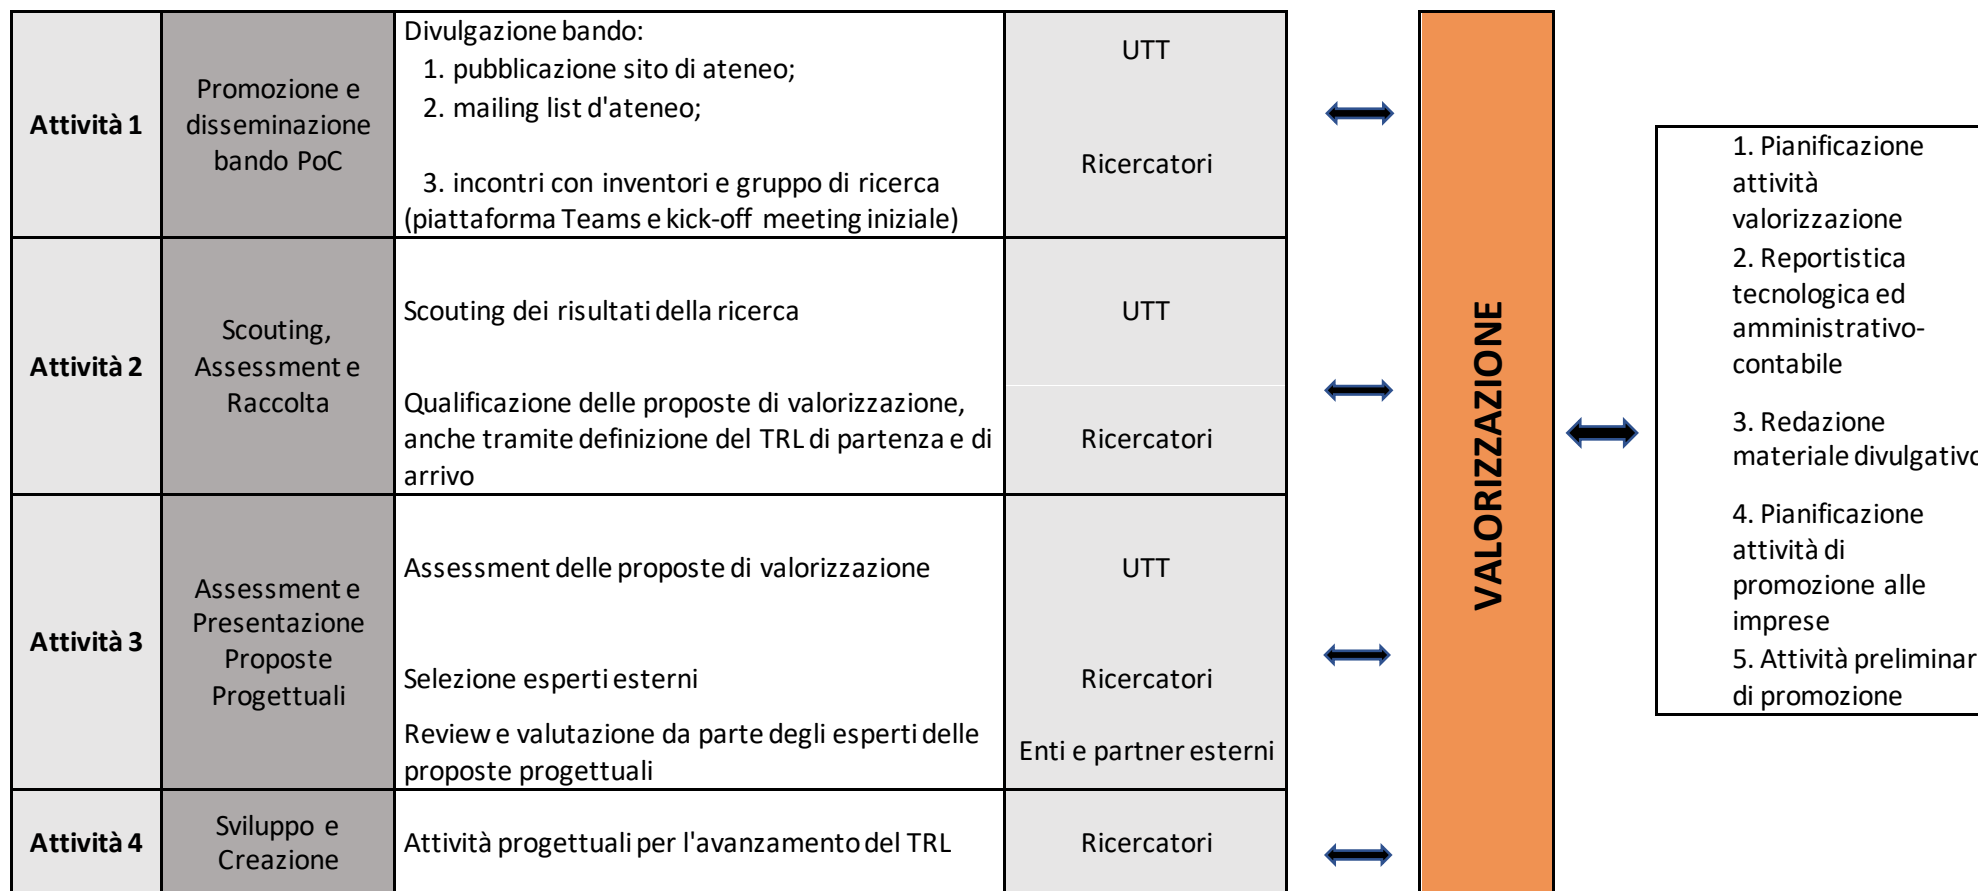 Attività 1
Promozione e
disseminazione
bando PoC
Divulgazione bando:
1. pubblicazione sito di ateneo;
2. mailing list d'ateneo;
3. incontri con inventori e gruppo di ricerca
(piattaforma Teams e kick-off meeting iniziale)
UTT
Ricercatori
Attività 2
Scouting,
Assessment e
Raccolta
Scouting dei risultati della ricerca
Qualificazione delle proposte di valorizzazione,
anche tramite definizione del TRL di partenza e di
arrivo
UTT
Ricercatori
Attività 3
Assessment e
Presentazione
Proposte
Progettuali
Assessment delle proposte di valorizzazione
Selezione esperti esterni
Review e valutazione da parte degli esperti delle
proposte progettuali
UTT
Ricercatori
Enti e partner esterni
Attività 4
Sviluppo e
Creazione
Attività progettuali per l'avanzamento del TRL
Ricercatori
VALORIZZAZIONE
1. Pianificazione
attività
valorizzazione
2. Reportistica
tecnologica ed
amministrativo-
contabile
3. Redazione
materiale divulgativo
4. Pianificazione
attività di
promozione alle
imprese
5. Attività preliminar
di promozione